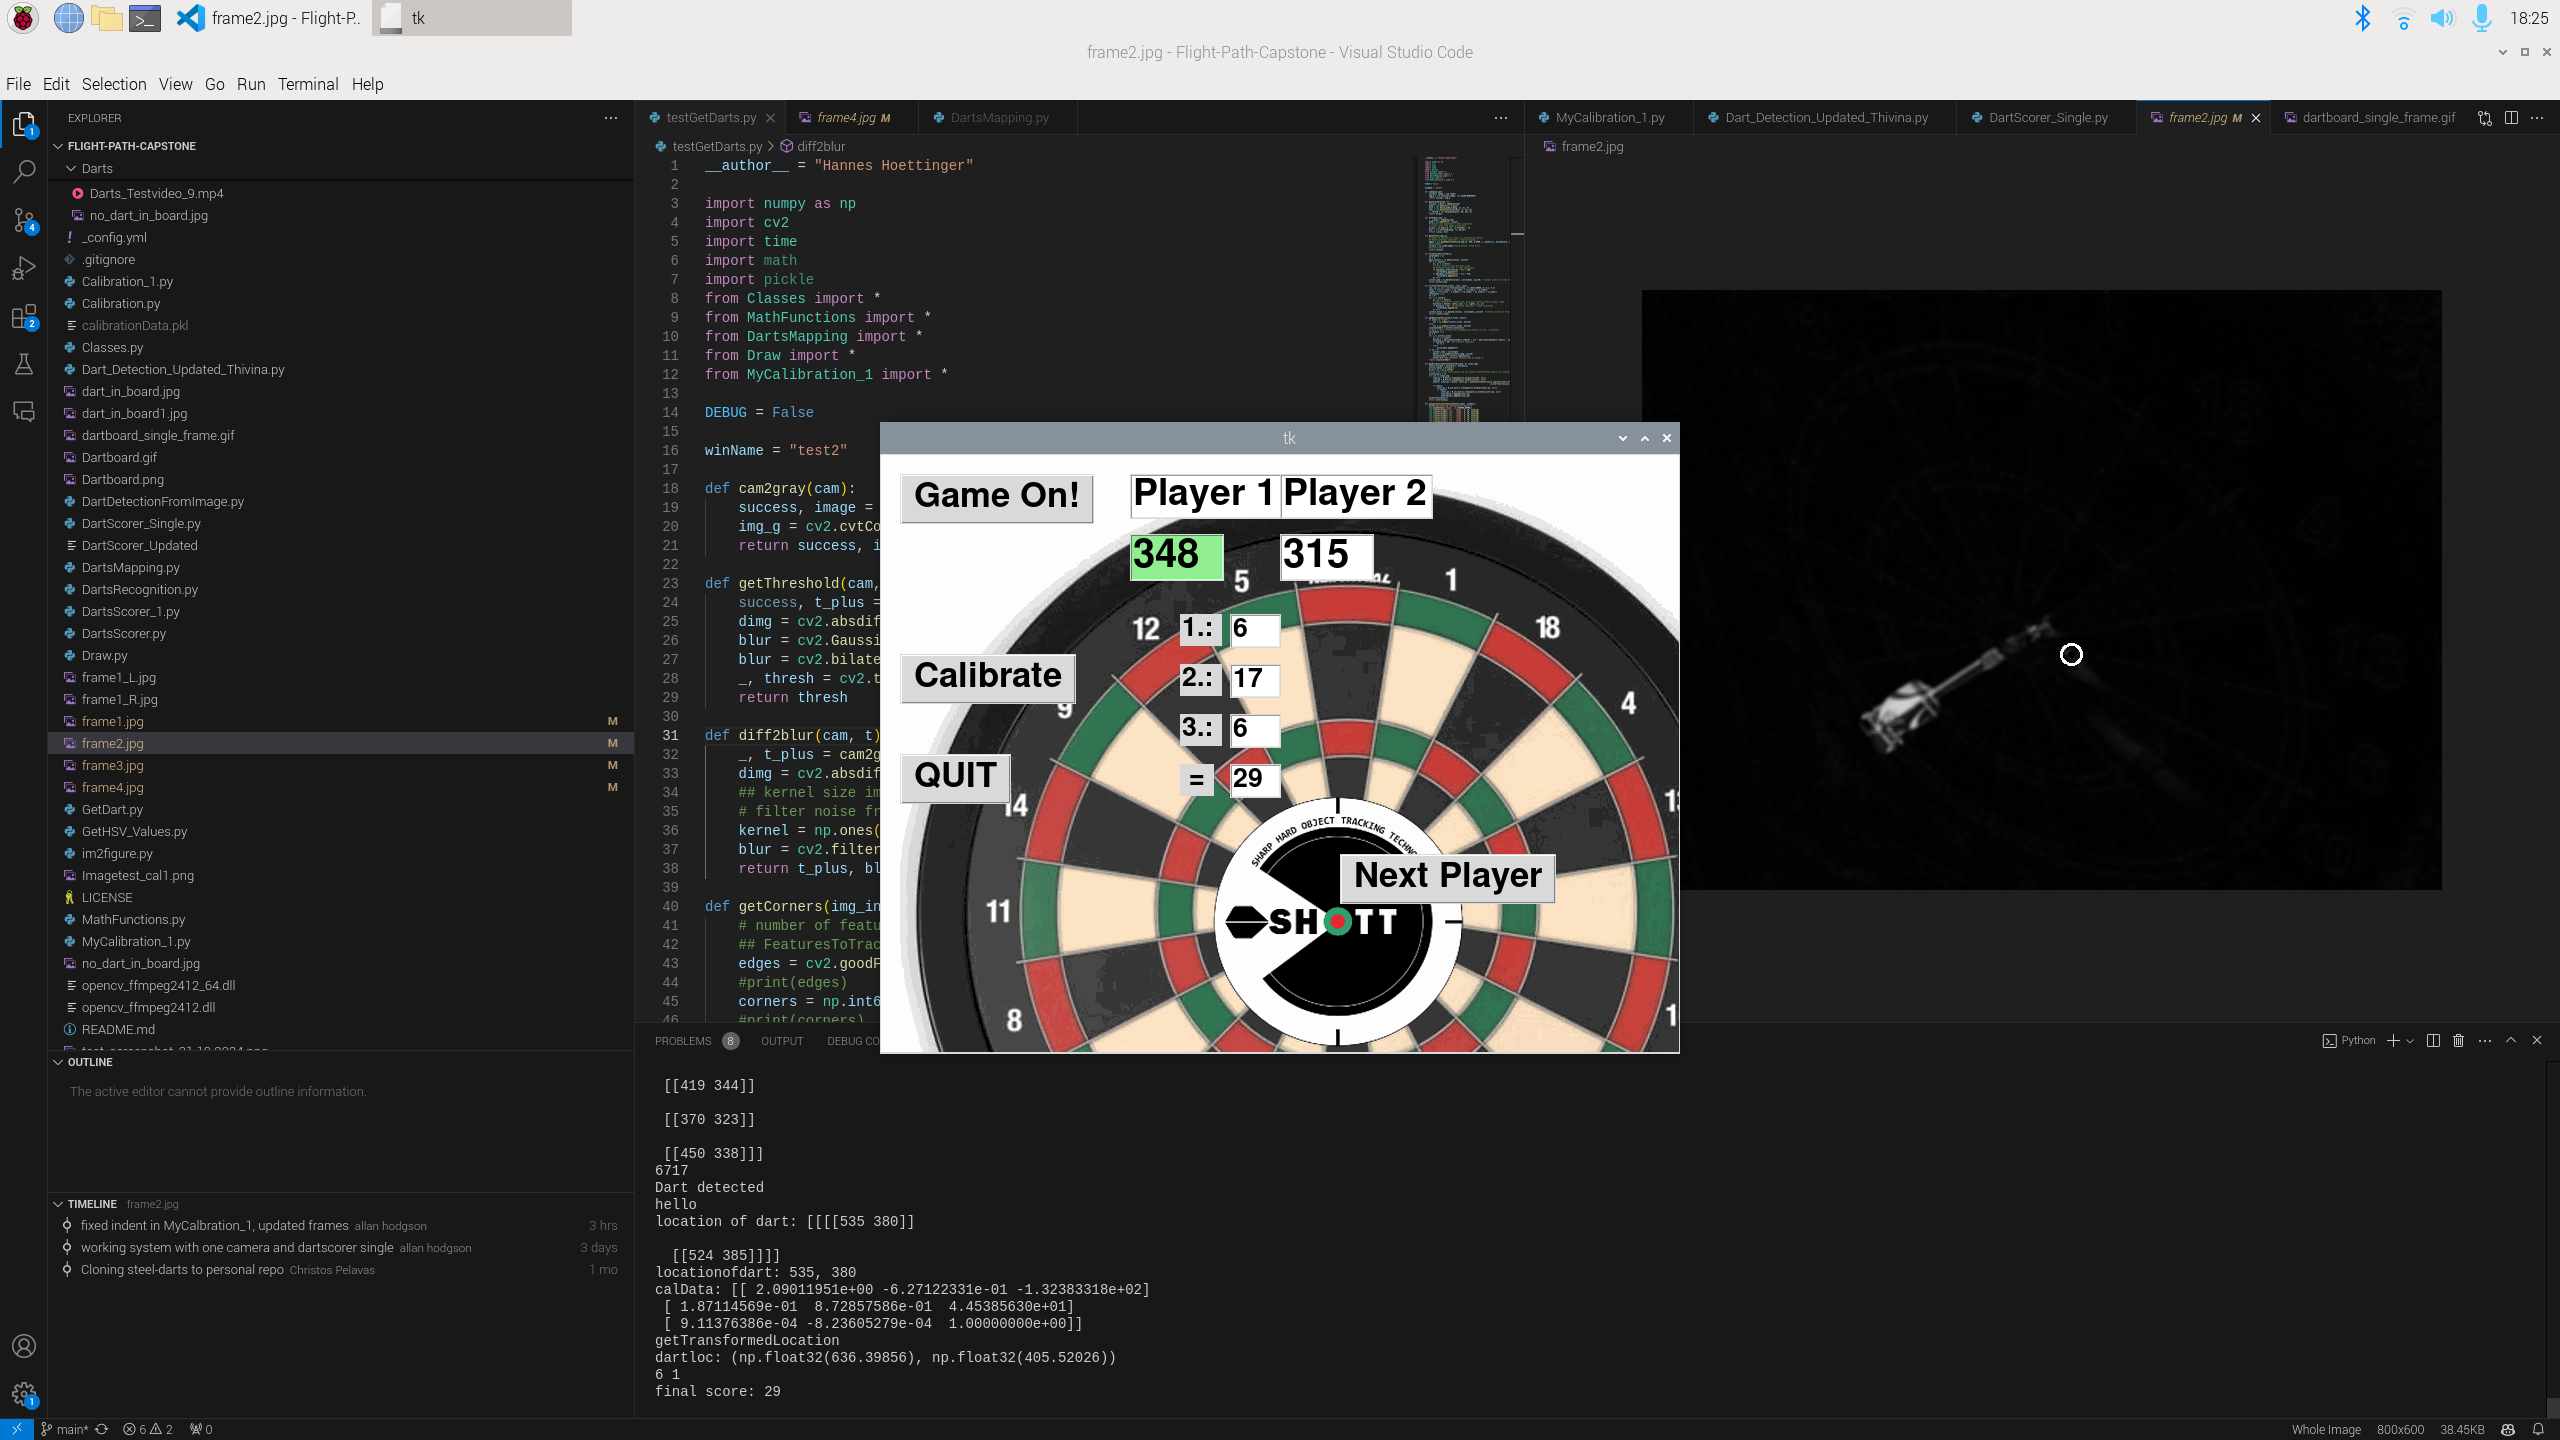 frame2.jpg - Flight-P..
tk
18:25
frame2.jpg - Flight-Path-Capstone - Visual Studio Code
File Edit Selection View Go Run Terminal Help
EXPLORER
FLIGHT-PATH-CAPSTONE
Darts
Darts_Testvideo_9.mp4
no_dart_in_board.jpg
_config.yml
.gitignore
Calibration_1.py
Calibration.py
calibrationData.pkl
Classes.py
Dart_Detection_Updated_Thivina.py
dart_in_board.jpg
dart_in_board1.jpg
dartboard_single_frame.gif
Dartboard.gif
Dartboard.png
DartDetectionFromImage.py
DartScorer_Single.py
DartScorer_Updated
DartsMapping.py
DartsRecognition.py
DartsScorer_1.py
DartsScorer.py
Draw.py
frame1_L.jpg
frame1_R.jpg
frame1.jpg M
frame2.jpg M
frame3.jpg M
frame4.jpg M
GetDart.py
GetHSV_Values.py
im2figure.py
Imagetest_cal1.png
LICENSE
MathFunctions.py
MyCalibration_1.py
no_dart_in_board.jpg
opencv_ffmpeg2412_64.dll
opencv_ffmpeg2412.dll
README.md
OUTLINE
The active editor cannot provide outline information.
TIMELINE frame2.jpg
fixed indent in MyCalbration_1, updated frames allan hodgson 3 hrs
working system with one camera and dartscorer single allan hodgson 3 days
Cloning steel-darts to personal repo Christos Pelavas 1 mo
testGetDarts.py
frame4.jpg M
DartsMapping.py
testGetDarts.py > diff2blur
1 __author__ = "Hannes Hoettinger"
2
3 import numpy as np
4 import cv2
5 import time
6 import math
7 import pickle
8 from Classes import *
9 from MathFunctions import *
10 from DartsMapping import *
11 from Draw import *
12 from MyCalibration_1 import *
13
14 DEBUG = False
15
16 winName = "test2"
17
18 def cam2gray(cam):
19 success, image =
20 img_g = cv2.cvtCo
21 return success, i
22
23 def getThreshold(cam,
24 success, t_plus =
25 dimg = cv2.absdif
26 blur = cv2.Gaussi
27 blur = cv2.bilate
28 _, thresh = cv2.t
29 return thresh
30
31 def diff2blur(cam, t)
32 _, t_plus = cam2g
33 dimg = cv2.absdif
34 ## kernel size im
35 # filter noise fr
36 kernel = np.ones(
37 blur = cv2.filter
38 return t_plus, bl
39
40 def getCorners(img_in
41 # number of featu
42 ## FeaturesToTrac
43 edges = cv2.goodF
44 #print(edges)
45 corners = np.int6
46 #print(corners)
MyCalibration_1.py
Dart_Detection_Updated_Thivina.py
DartScorer_Single.py
frame2.jpg M
dartboard_single_frame.gif
frame2.jpg
tk
Game On!
Player 1 Player 2
348 315
1.: 6
2.: 17
3.: 6
= 29
Calibrate
QUIT
Next Player
5
1
12
18
9
4
14
11
8
SHARP HARD OBJECT TRACKING TECHNO
SH TT
PROBLEMS 8 OUTPUT DEBUG CO
Python
[[419 344]]
[[370 323]]
[[450 338]]]
6717
Dart detected
hello
location of dart: [[[[535 380]]
[[524 385]]]]
locationofdart: 535, 380
calData: [[ 2.09011951e+00 -6.27122331e-01 -1.32383318e+02]
[ 1.87114569e-01 8.72857586e-01 4.45385630e+01]
[ 9.11376386e-04 -8.23605279e-04 1.00000000e+00]]
getTransformedLocation
dartloc: (np.float32(636.39856), np.float32(405.52026))
6 1
final score: 29
main* 6 2 0
Whole Image 800x600 38.45KB